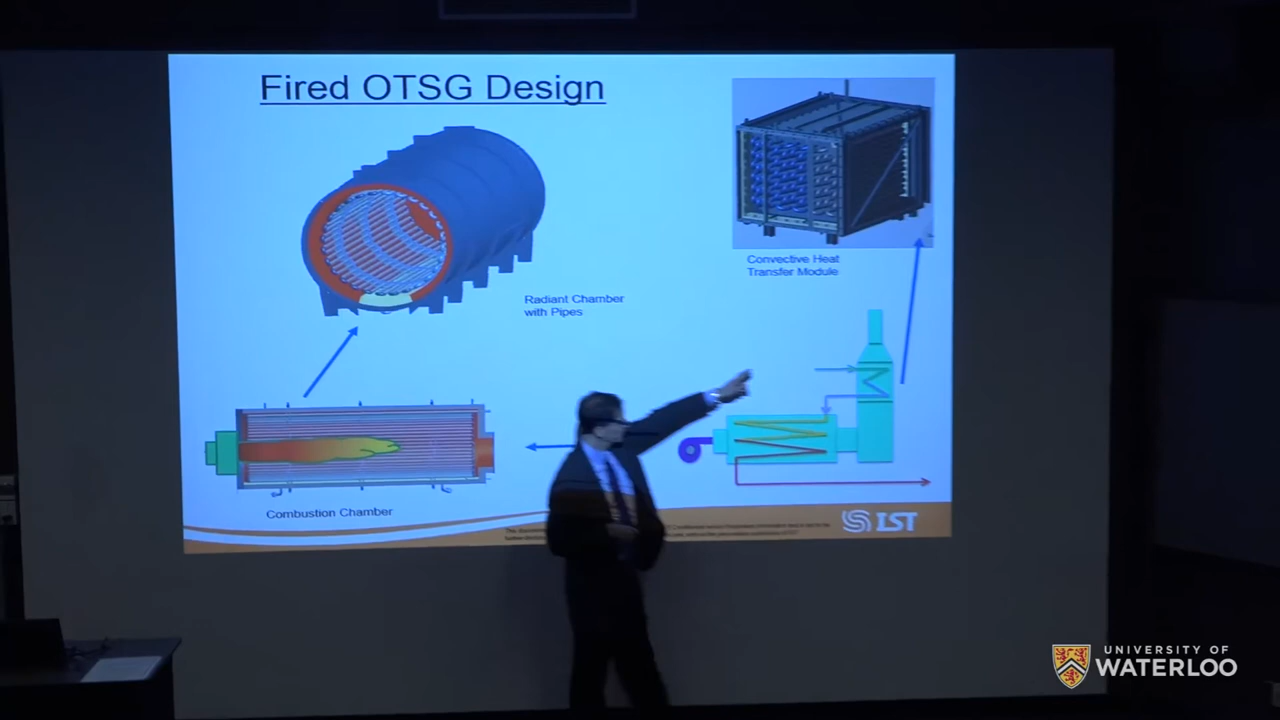 Fired OTSG Design
Convective Heat
Transfer Module
Radiant Chamber
with Pipes
Combustion Chamber
IST
UNIVERSITY OF
WATERLOO